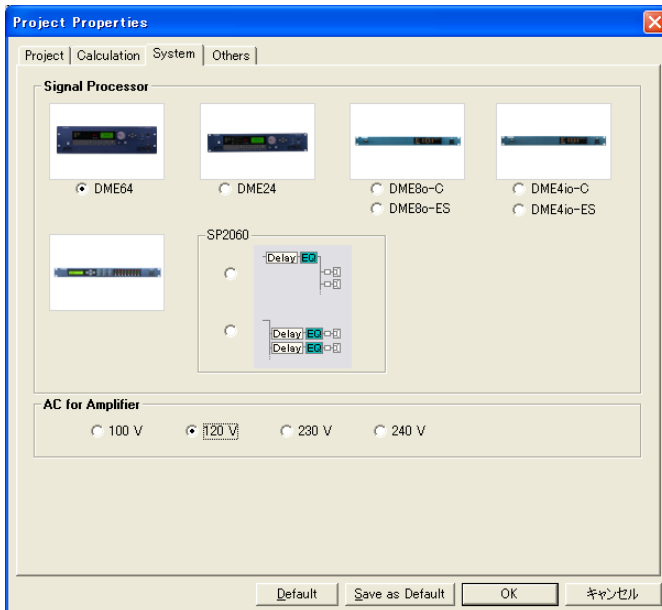 Project Properties
Project Calculation System Others
Signal Processor
DME64 DME24 DME8o-C DME4io-C
DME8o-ES DME4io-ES
SP2060
Delay EQ
Delay EQ
Delay EQ
AC for Amplifier
100 V 120 V 230 V 240 V
Default Save as Default OK キャンセル